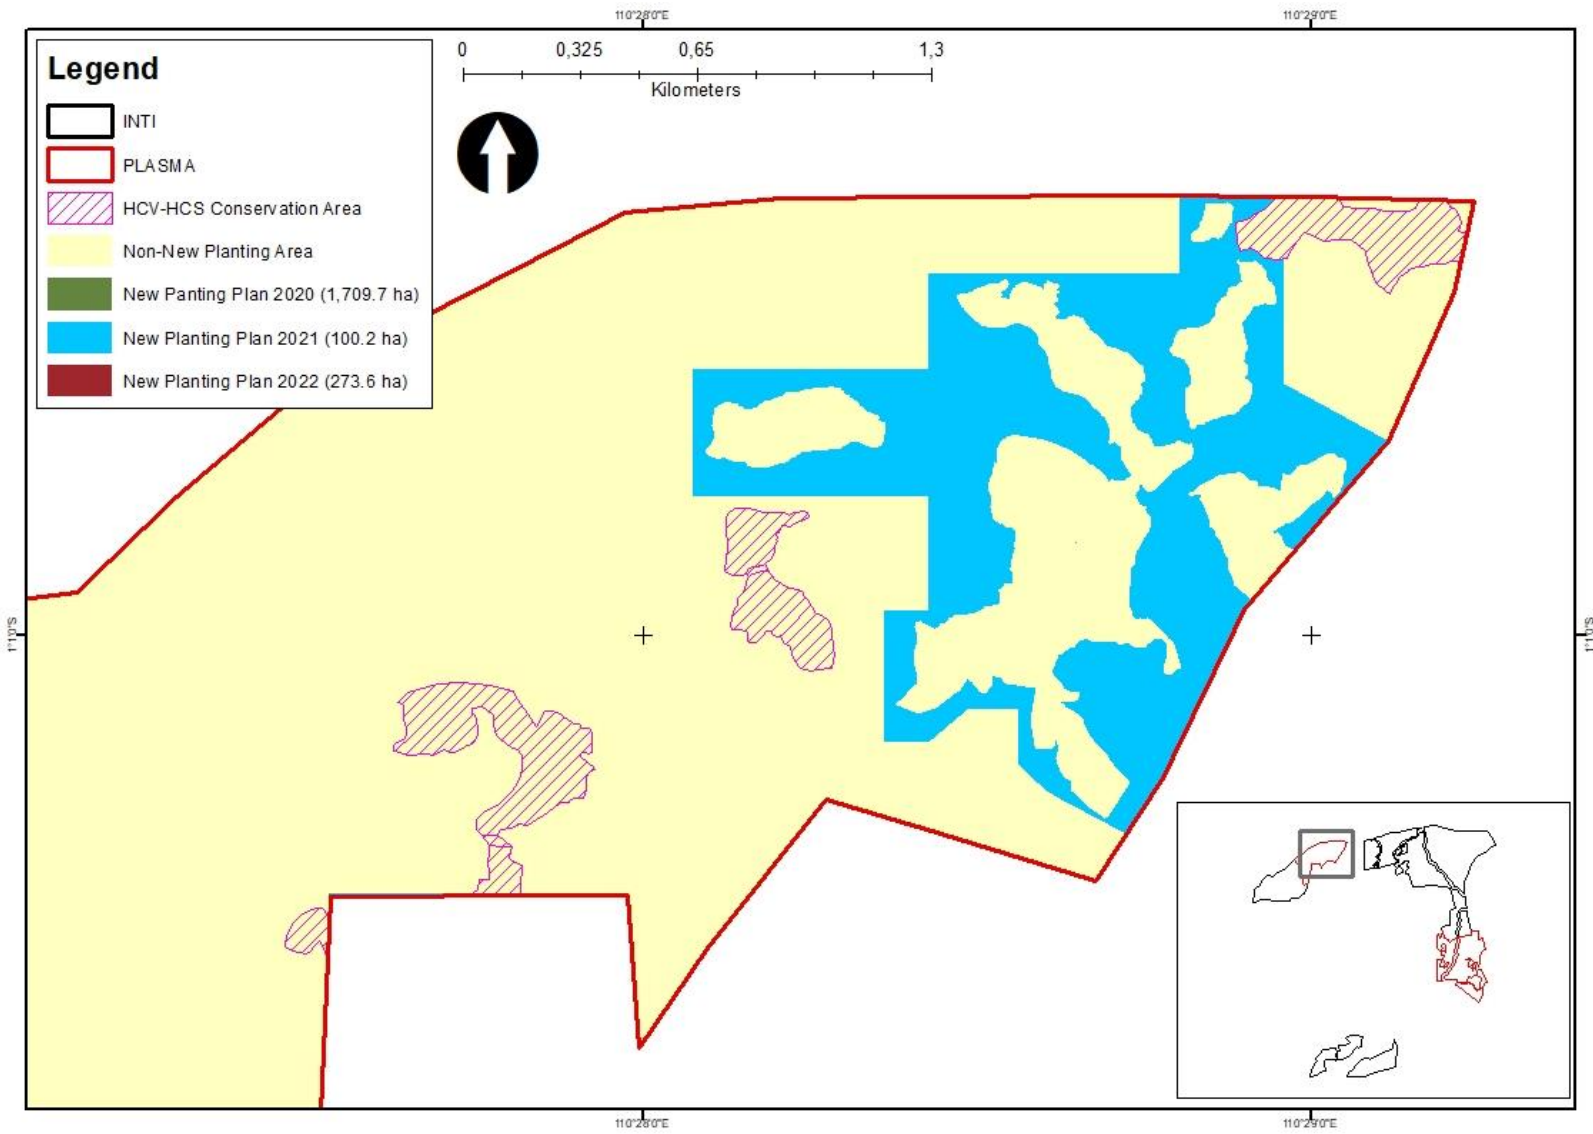 110°28'0"E
110°29'0"E
Legend
INTI
PLASMA
HCV-HCS Conservation Area
Non-New Planting Area
New Panting Plan 2020 (1,709.7 ha)
New Planting Plan 2021 (100.2 ha)
New Planting Plan 2022 (273.6 ha)
0
0,325
0,65
1,3
Kilometers
1°1'0"S
1°1'0"S
110°28'0"E
110°29'0"E